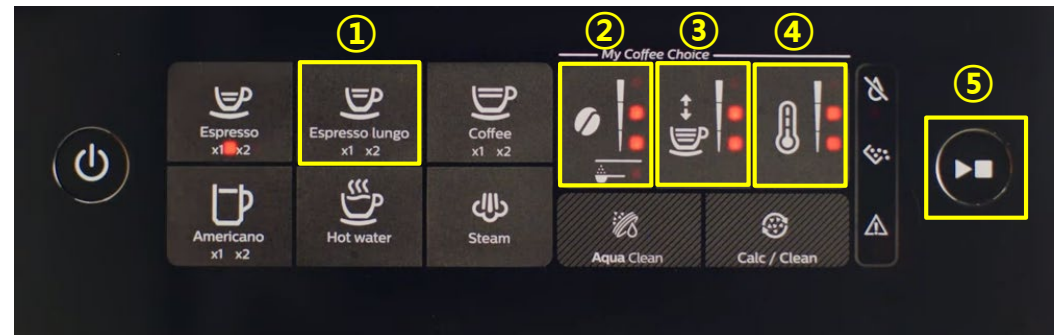 ① ② ③ ④ ⑤
My Coffee Choice
Espresso
x1 x2
Espresso lungo
x1 x2
Coffee
x1 x2
Americano
x1 x2
Hot water
Steam
Aqua Clean
Calc / Clean